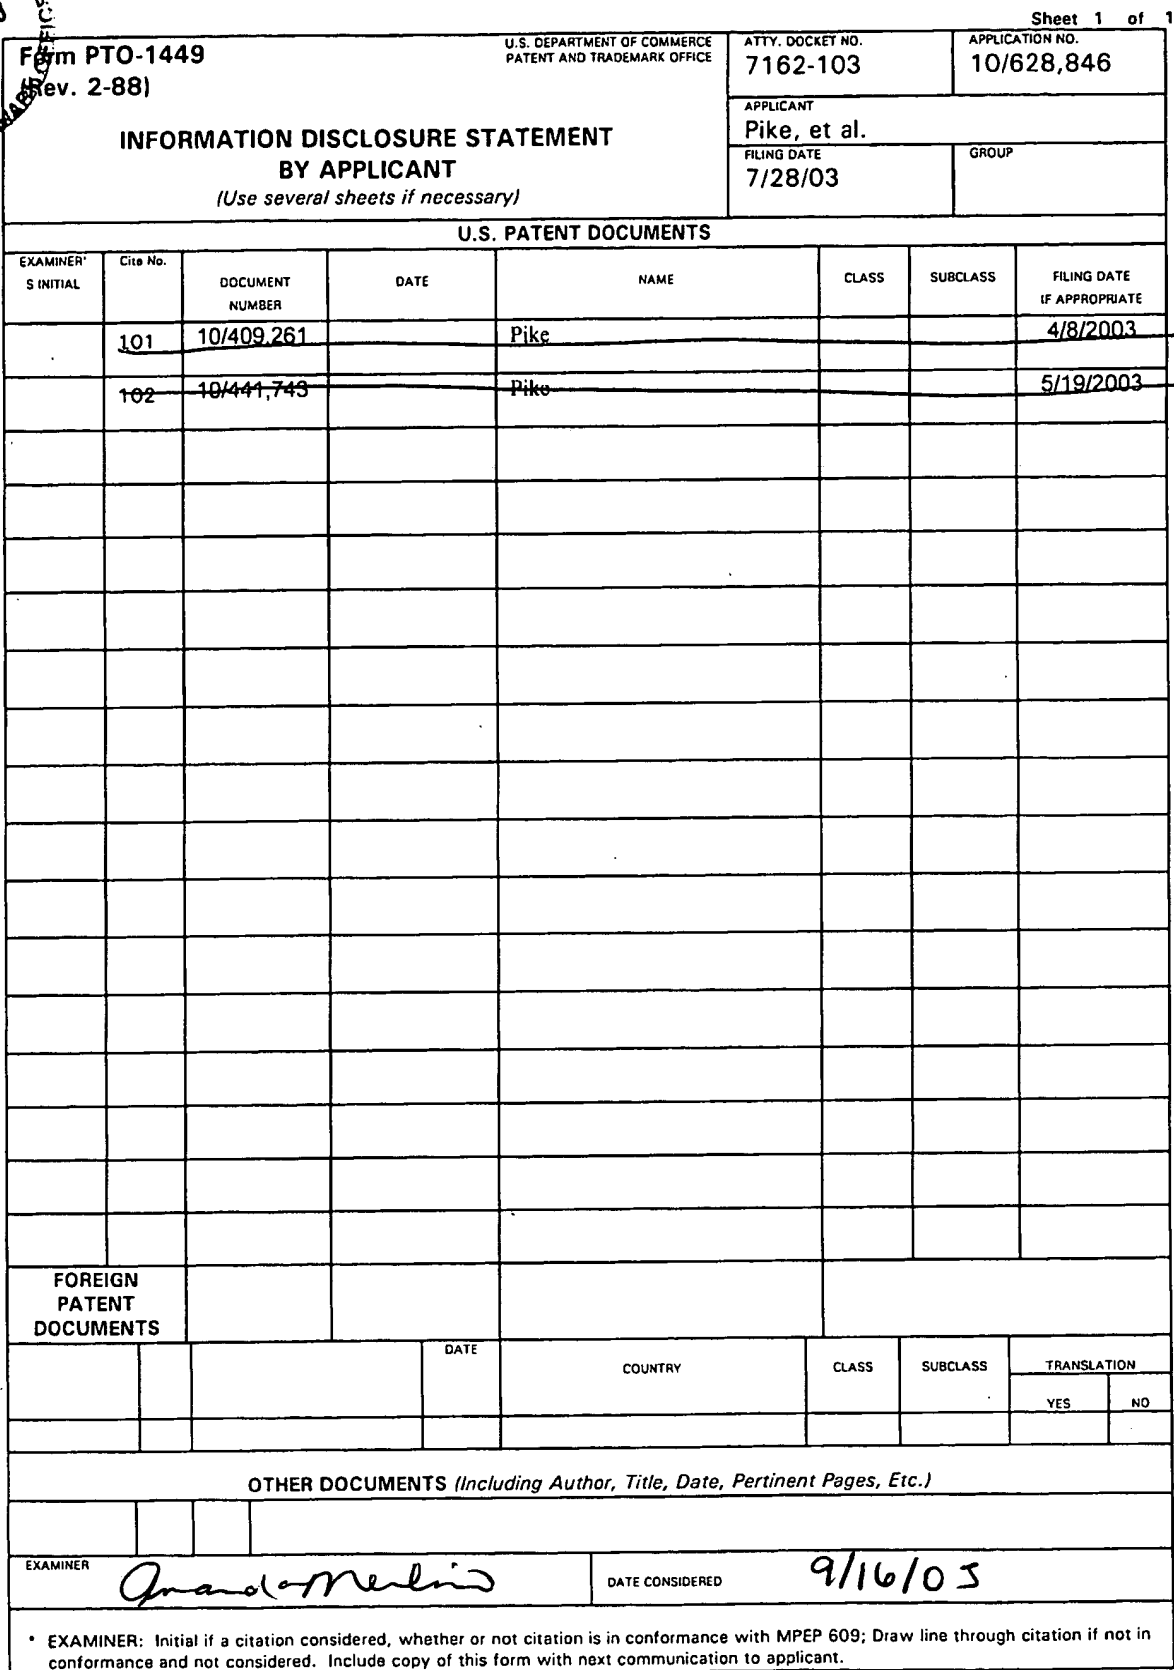 Sheet 1 of 1
Form PTO-1449
(Rev. 2-88)
U.S. DEPARTMENT OF COMMERCE
PATENT AND TRADEMARK OFFICE
ATTY. DOCKET NO.
7162-103
APPLICATION NO.
10/628,846
INFORMATION DISCLOSURE STATEMENT
BY APPLICANT
(Use several sheets if necessary)
APPLICANT
Pike, et al.
FILING DATE
7/28/03
GROUP
U.S. PATENT DOCUMENTS
EXAMINER'
S INITIAL
Cite No.
DOCUMENT
NUMBER
DATE
NAME
CLASS
SUBCLASS
FILING DATE
IF APPROPRIATE
101 10/409,261 Pike 4/8/2003
102 10/441,743 Pike 5/19/2003
FOREIGN
PATENT
DOCUMENTS
DATE
COUNTRY
CLASS
SUBCLASS
TRANSLATION
YES NO
OTHER DOCUMENTS (Including Author, Title, Date, Pertinent Pages, Etc.)
EXAMINER
DATE CONSIDERED 9/16/05
* EXAMINER: Initial if a citation considered, whether or not citation is in conformance with MPEP 609; Draw line through citation if not in
conformance and not considered. Include copy of this form with next communication to applicant.